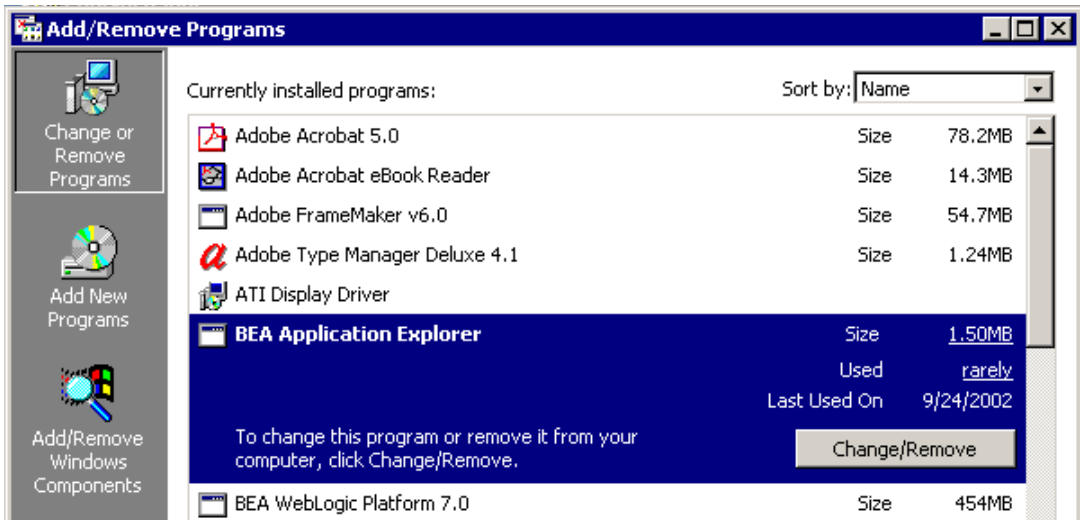 Add/Remove Programs
Change or
Remove
Programs
Add New
Programs
Add/Remove
Windows
Components
Currently installed programs:
Sort by: Name
Adobe Acrobat 5.0 Size 78.2MB
Adobe Acrobat eBook Reader Size 14.3MB
Adobe FrameMaker v6.0 Size 54.7MB
Adobe Type Manager Deluxe 4.1 Size 1.24MB
ATI Display Driver
BEA Application Explorer Size 1.50MB
Used rarely
Last Used On 9/24/2002
To change this program or remove it from your
computer, click Change/Remove.
Change/Remove
BEA WebLogic Platform 7.0 Size 454MB